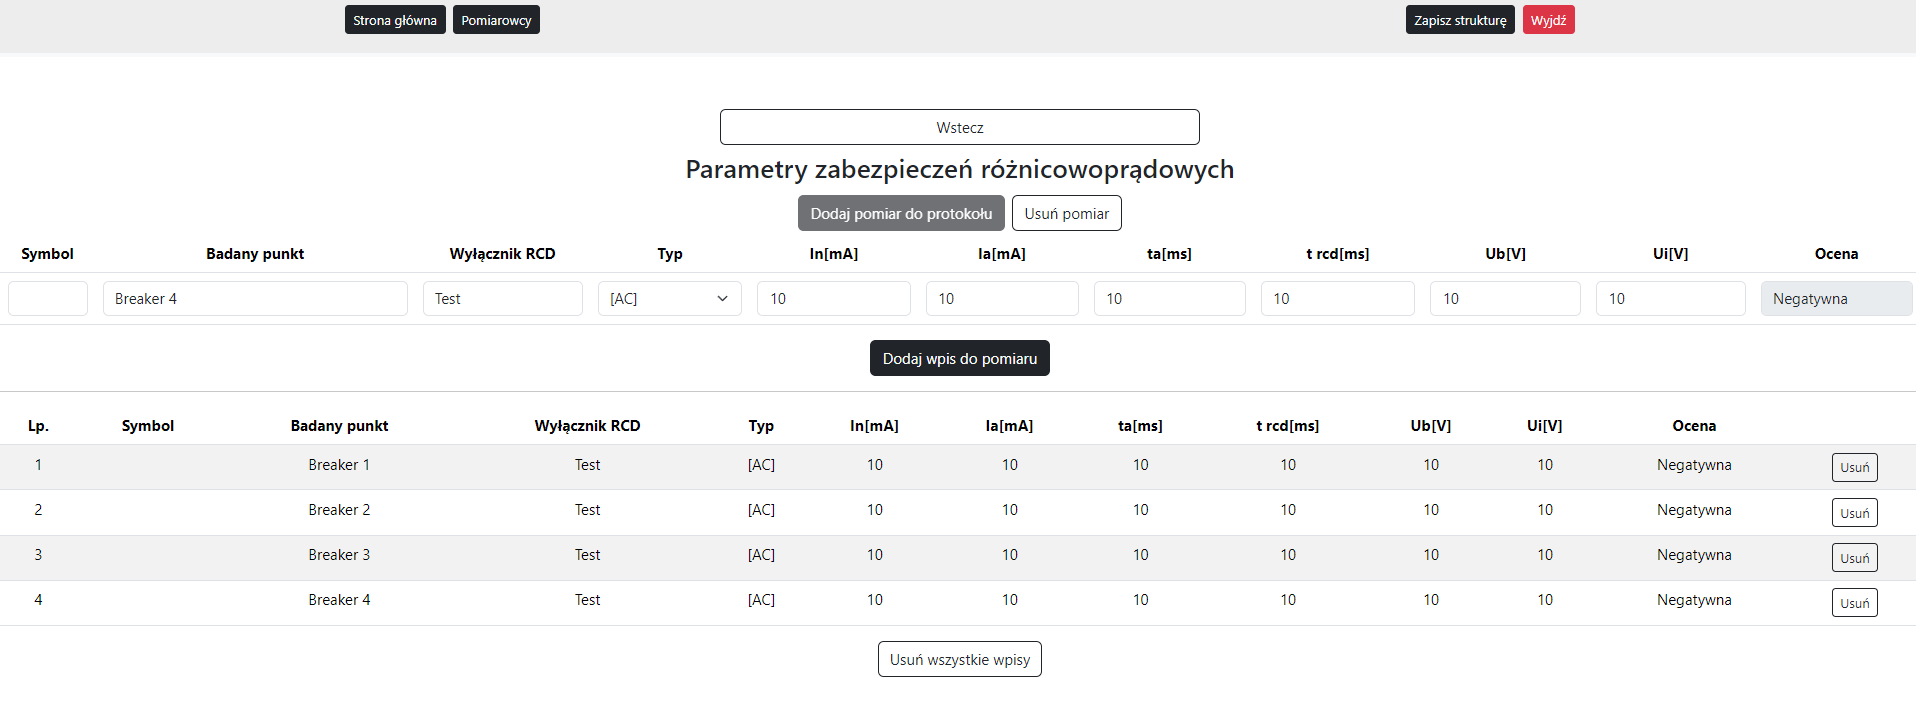 Strona główna Pomiarowcy Zapisz strukturę Wyjdź
Wstecz
Parametry zabezpieczeń różnicowoprądowych
Dodaj pomiar do protokołu Usuń pomiar
Symbol Badany punkt Wyłącznik RCD Typ In[mA] Ia[mA] ta[ms] t rcd[ms] Ub[V] Ui[V] Ocena
Breaker 4 Test [AC] 10 10 10 10 10 10 Negatywna
Dodaj wpis do pomiaru
Lp. Symbol Badany punkt Wyłącznik RCD Typ In[mA] Ia[mA] ta[ms] t rcd[ms] Ub[V] Ui[V] Ocena
1 Breaker 1 Test [AC] 10 10 10 10 10 10 Negatywna Usuń
2 Breaker 2 Test [AC] 10 10 10 10 10 10 Negatywna Usuń
3 Breaker 3 Test [AC] 10 10 10 10 10 10 Negatywna Usuń
4 Breaker 4 Test [AC] 10 10 10 10 10 10 Negatywna Usuń
Usuń wszystkie wpisy